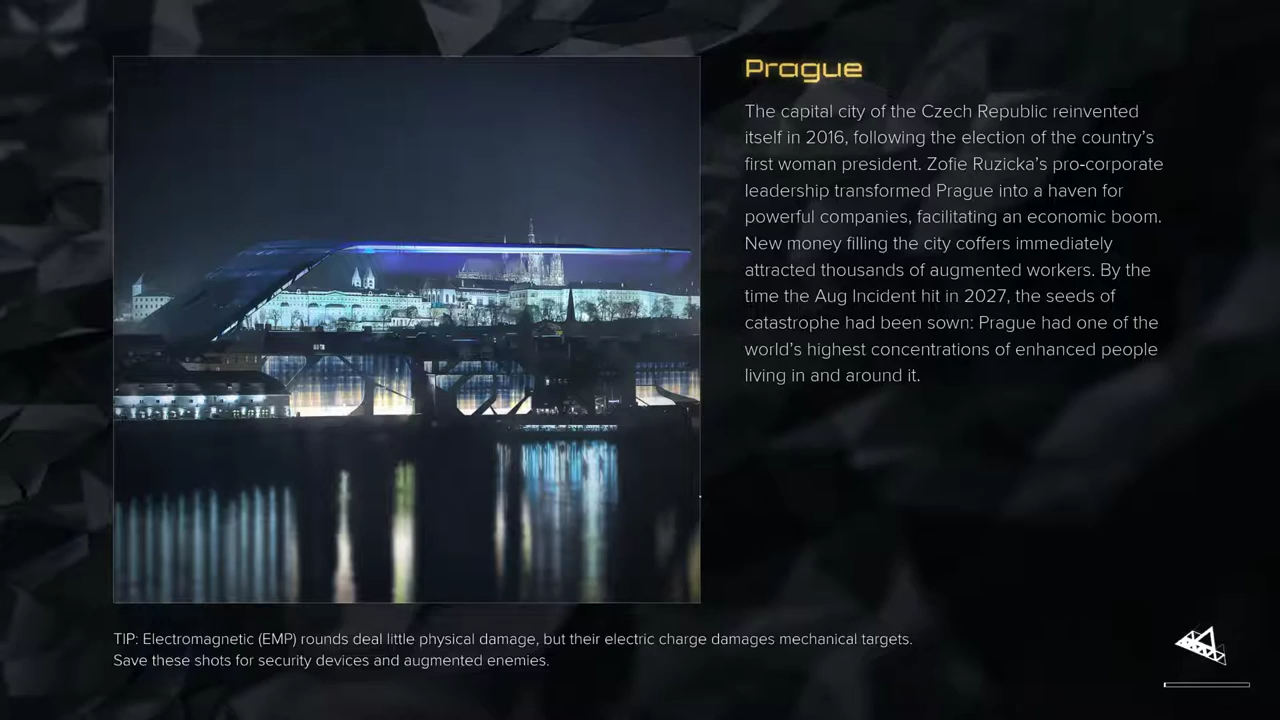 Prague
The capital city of the Czech Republic reinvented
itself in 2016, following the election of the country's
first woman president. Zofie Ruzicka's pro-corporate
leadership transformed Prague into a haven for
powerful companies, facilitating an economic boom.
New money filling the city coffers immediately
attracted thousands of augmented workers. By the
time the Aug Incident hit in 2027, the seeds of
catastrophe had been sown: Prague had one of the
world's highest concentrations of enhanced people
living in and around it.
TIP: Electromagnetic (EMP) rounds deal little physical damage, but their electric charge damages mechanical targets.
Save these shots for security devices and augmented enemies.